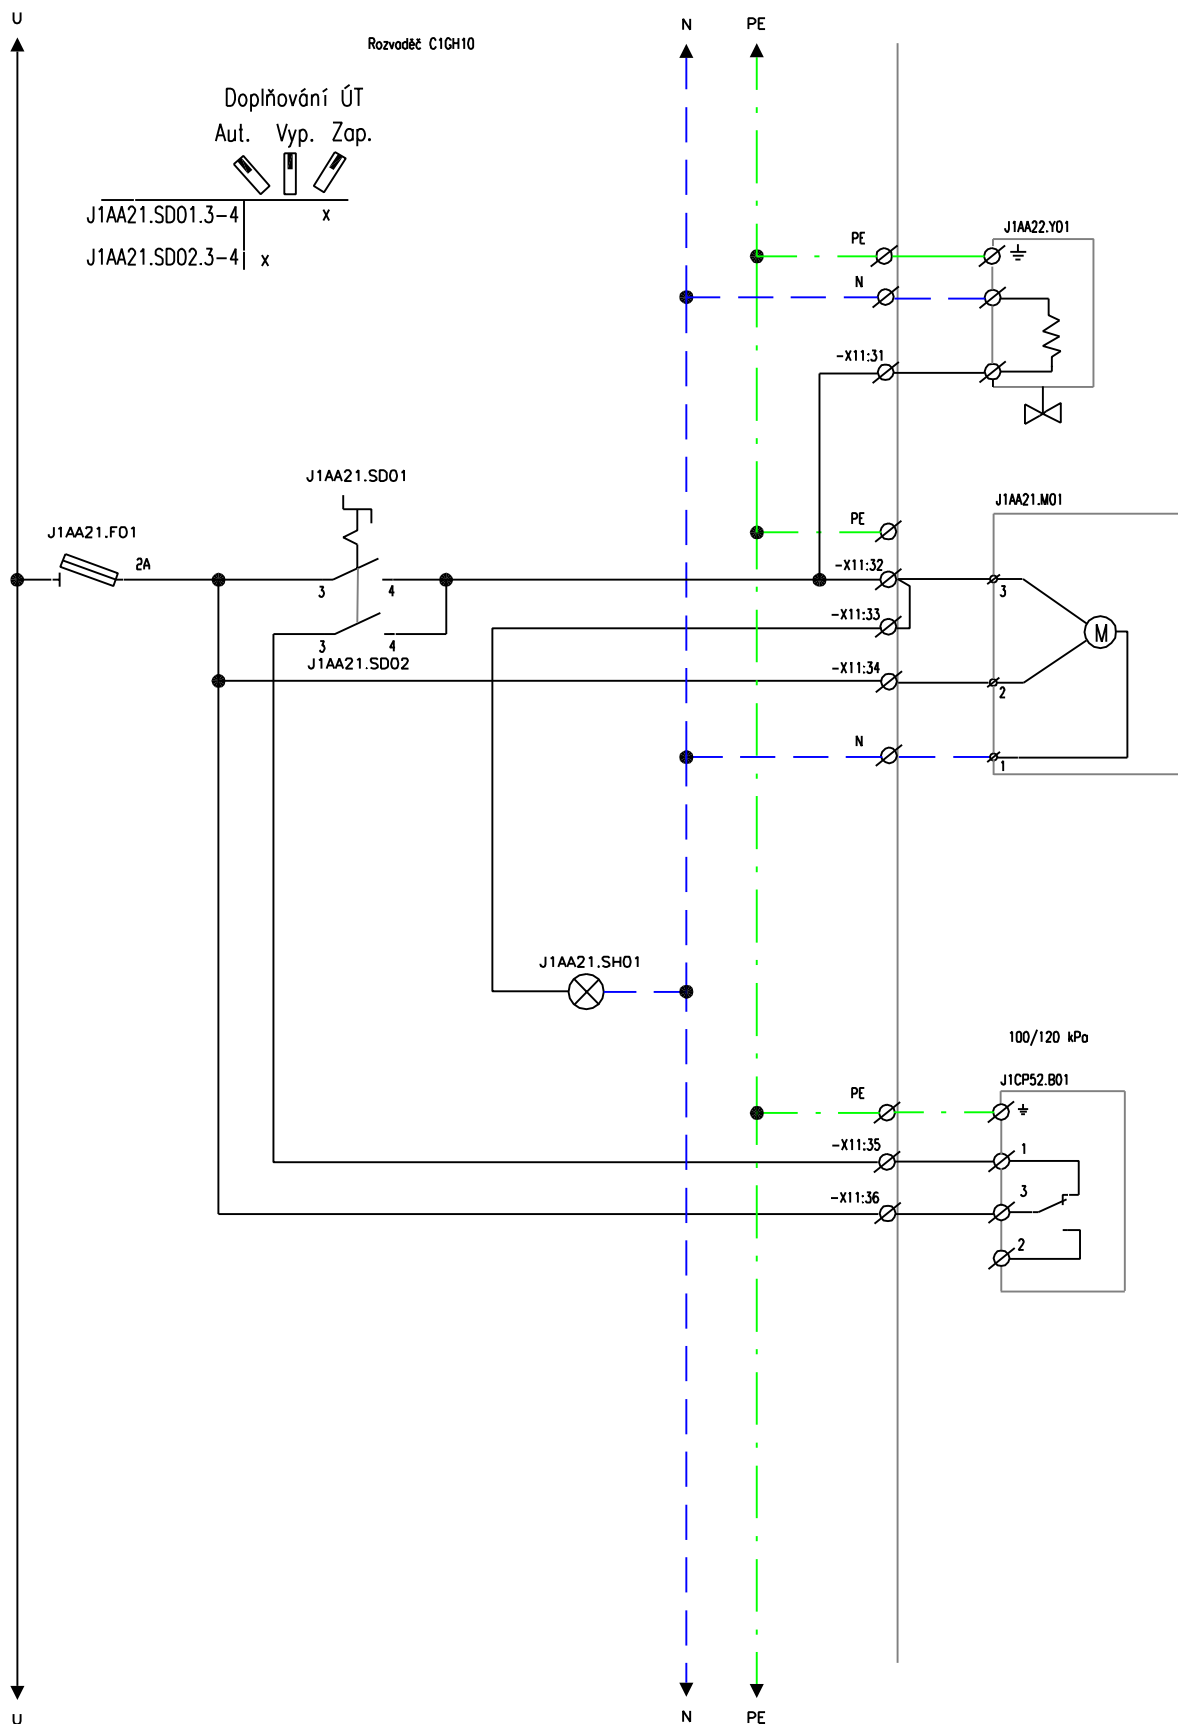 U
N
PE
Rozvaděč C1GH10
Doplňování ÚT
Aut. Vyp. Zap.
J1AA21.SD01.3-4 x
J1AA21.SD02.3-4 x
J1AA22.Y01
PE
N
-X11:31
J1AA21.SD01
J1AA21.M01
J1AA21.F01
PE
2A
-X11:32
3 4
3
-X11:33
M
3 4
J1AA21.SD02
-X11:34
2
N
1
J1AA21.SH01
100/120 kPa
J1CP52.B01
PE
-X11:35
1
-X11:36
3
2
U
N
PE